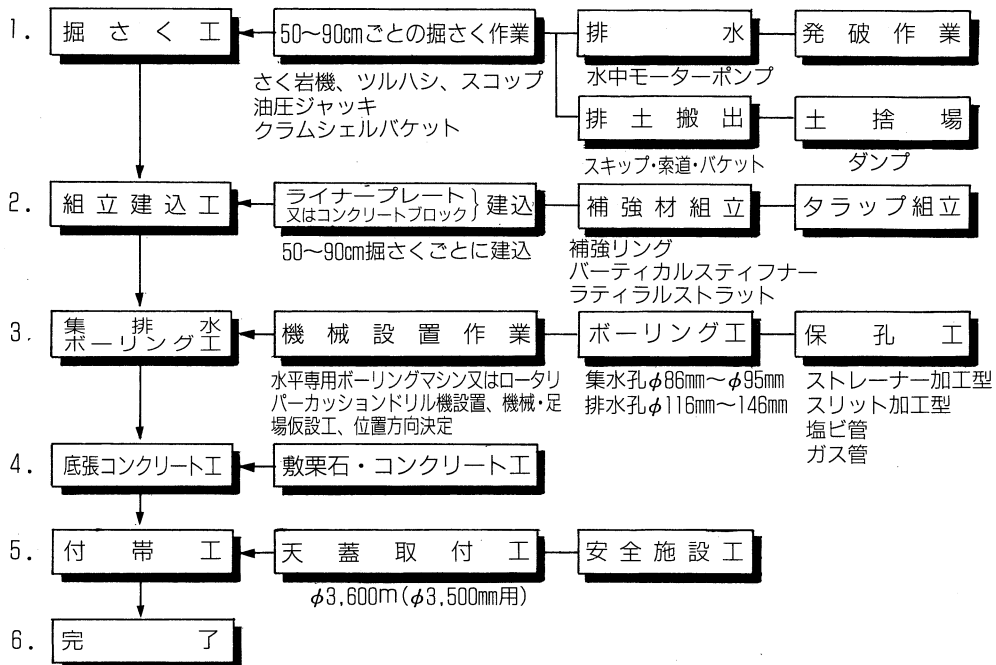 1. 掘さく工 50～90cmごとの掘さく作業 排水 発破作業
さく岩機、ツルハシ、スコップ
油圧ジャッキ
クラムシェルバケット
水中モーターポンプ
排土搬出 土捨場
スキップ・索道・バケット
ダンプ
2. 組立建込工 ライナープレート
又はコンクリートブロック } 建込 補強材組立 タラップ組立
50～90cm掘さくごとに建込
補強リング
バーティカルスティフナー
ラティラルストラット
3. 集排水
ボーリング工 機械設置作業 ボーリング工 保孔工
水平専用ボーリングマシン又はロータリ
パーカッションドリル機設置、機械・足
場仮設工、位置方向決定
集水孔φ86mm～φ95mm
排水孔φ116mm～146mm
ストレーナー加工型
スリット加工型
塩ビ管
ガス管
4. 底張コンクリート工 敷栗石・コンクリート工
5. 付帯工 天蓋取付工 安全施設工
φ3,600m(φ3,500mm用)
6. 完了